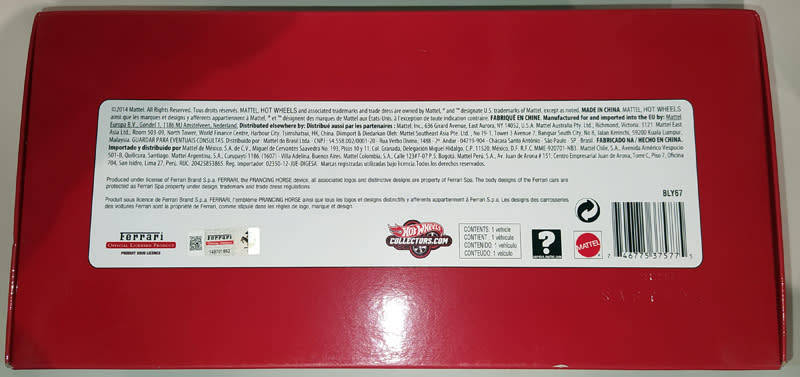 ©2014 Mattel. All Rights Reserved. Tous droits réservés. MATTEL, HOT WHEELS and associated trademarks and trade dress are owned by Mattel, ® and ™ designate U.S. trademarks of Mattel, except as noted. MADE IN CHINA. MATTEL, HOT WHEELS
ainsi que les marques et designs y afférents appartiennent à Mattel, ® et ™ désignent des marques de Mattel aux États-Unis, à l'exception de toute indication contraire. FABRIQUÉ EN CHINE. Manufactured for and imported into the EU by: Mattel
Europa B.V., Gondel 1, 1186 MJ Amstelveen, Nederland. Distributed elsewhere by: Distribué aussi par les partenaires : Mattel, Inc., 636 Girard Avenue, East Aurora, NY 14052, U.S.A. Mattel Australia Pty. Ltd., Richmond, Victoria. 3121. Mattel East
Asia Ltd., Room 503-09, North Tower, World Finance Centre, Harbour City, Tsimshatsui, HK, China. Diimport & Diedarkan Oleh: Mattel Southeast Asia Pte. Ltd., No 19-1, Tower 3 Avenue 7, Bangsar South City, No 8, Jalan Kerinchi, 59200 Kuala Lumpur,
Malaysia. GUARDAR PARA EVENTUAIS CONSULTAS. Distribuído por: Mattel do Brasil Ltda.- CNPJ : 54.558.002/0001-20 - Rua Verbo Divino, 1488 - 2º Andar - 04719-904 - Chácara Santo Antônio - São Paulo - SP - Brasil. FABRICADO NA / HECHO EN CHINA.
Importado y distribuido por Mattel de México, S.A. de C.V., Miguel de Cervantes Saavedra No. 193, Pisos 10 y 11, Col. Granada, Delegación Miguel Hidalgo, C.P. 11520, México, D.F. R.F.C. MME-920701-NB3. Mattel Chile, S.A., Avenida Américo Vespucio
501-B, Quilicura, Santiago. Mattel Argentina, S.A., Curupaytí 1186, (1607) - Villa Adelina, Buenos Aires. Mattel Colombia, S.A., Calle 123#7-07 P.5, Bogotá. Mattel Perú, S.A., Av. Juan de Arona # 151; Centro Empresarial Juan de Arona, Torre C, Piso 7, Oficina
704, San Isidro, Lima 27, Perú, RUC: 20425853865. Reg. Importador: 02350-12-JUE-DIGESA. Marcas registradas utilizadas bajo licencia. Todos los derechos reservados.
Produced under license of Ferrari Brand S.p.a. FERRARI, the PRANCING HORSE device, all associated logos and distinctive designs are property of Ferrari Spa. The body designs of the Ferrari cars are
protected as Ferrari Spa property under design, trademark and trade dress regulations
Produit sous licence de Ferrari Brand S.p.a. FERRARI, l'emblème PRANCING HORSE ainsi que tous les logos et designs distinctifs y afférents appartiennent à Ferrari S.p.a. Les designs des carrosseries
des voitures Ferrari sont la propriété de Ferrari, comme stipulé dans les règles de logo, marque et design.
BLY67
Ferrari
OFFICIAL LICENSED PRODUCT
PRODUIT SOUS LICENCE
Ferrari
HOT WHEELS
COLLECTORS.COM
CONTENTS: 1 vehicle
CONTIENT : 1 véhicule
CONTENIDO: 1 vehículo
CONTEÚDO: 1 veículo
?
service.mattel.com
MATTEL
7 46775 37577 5